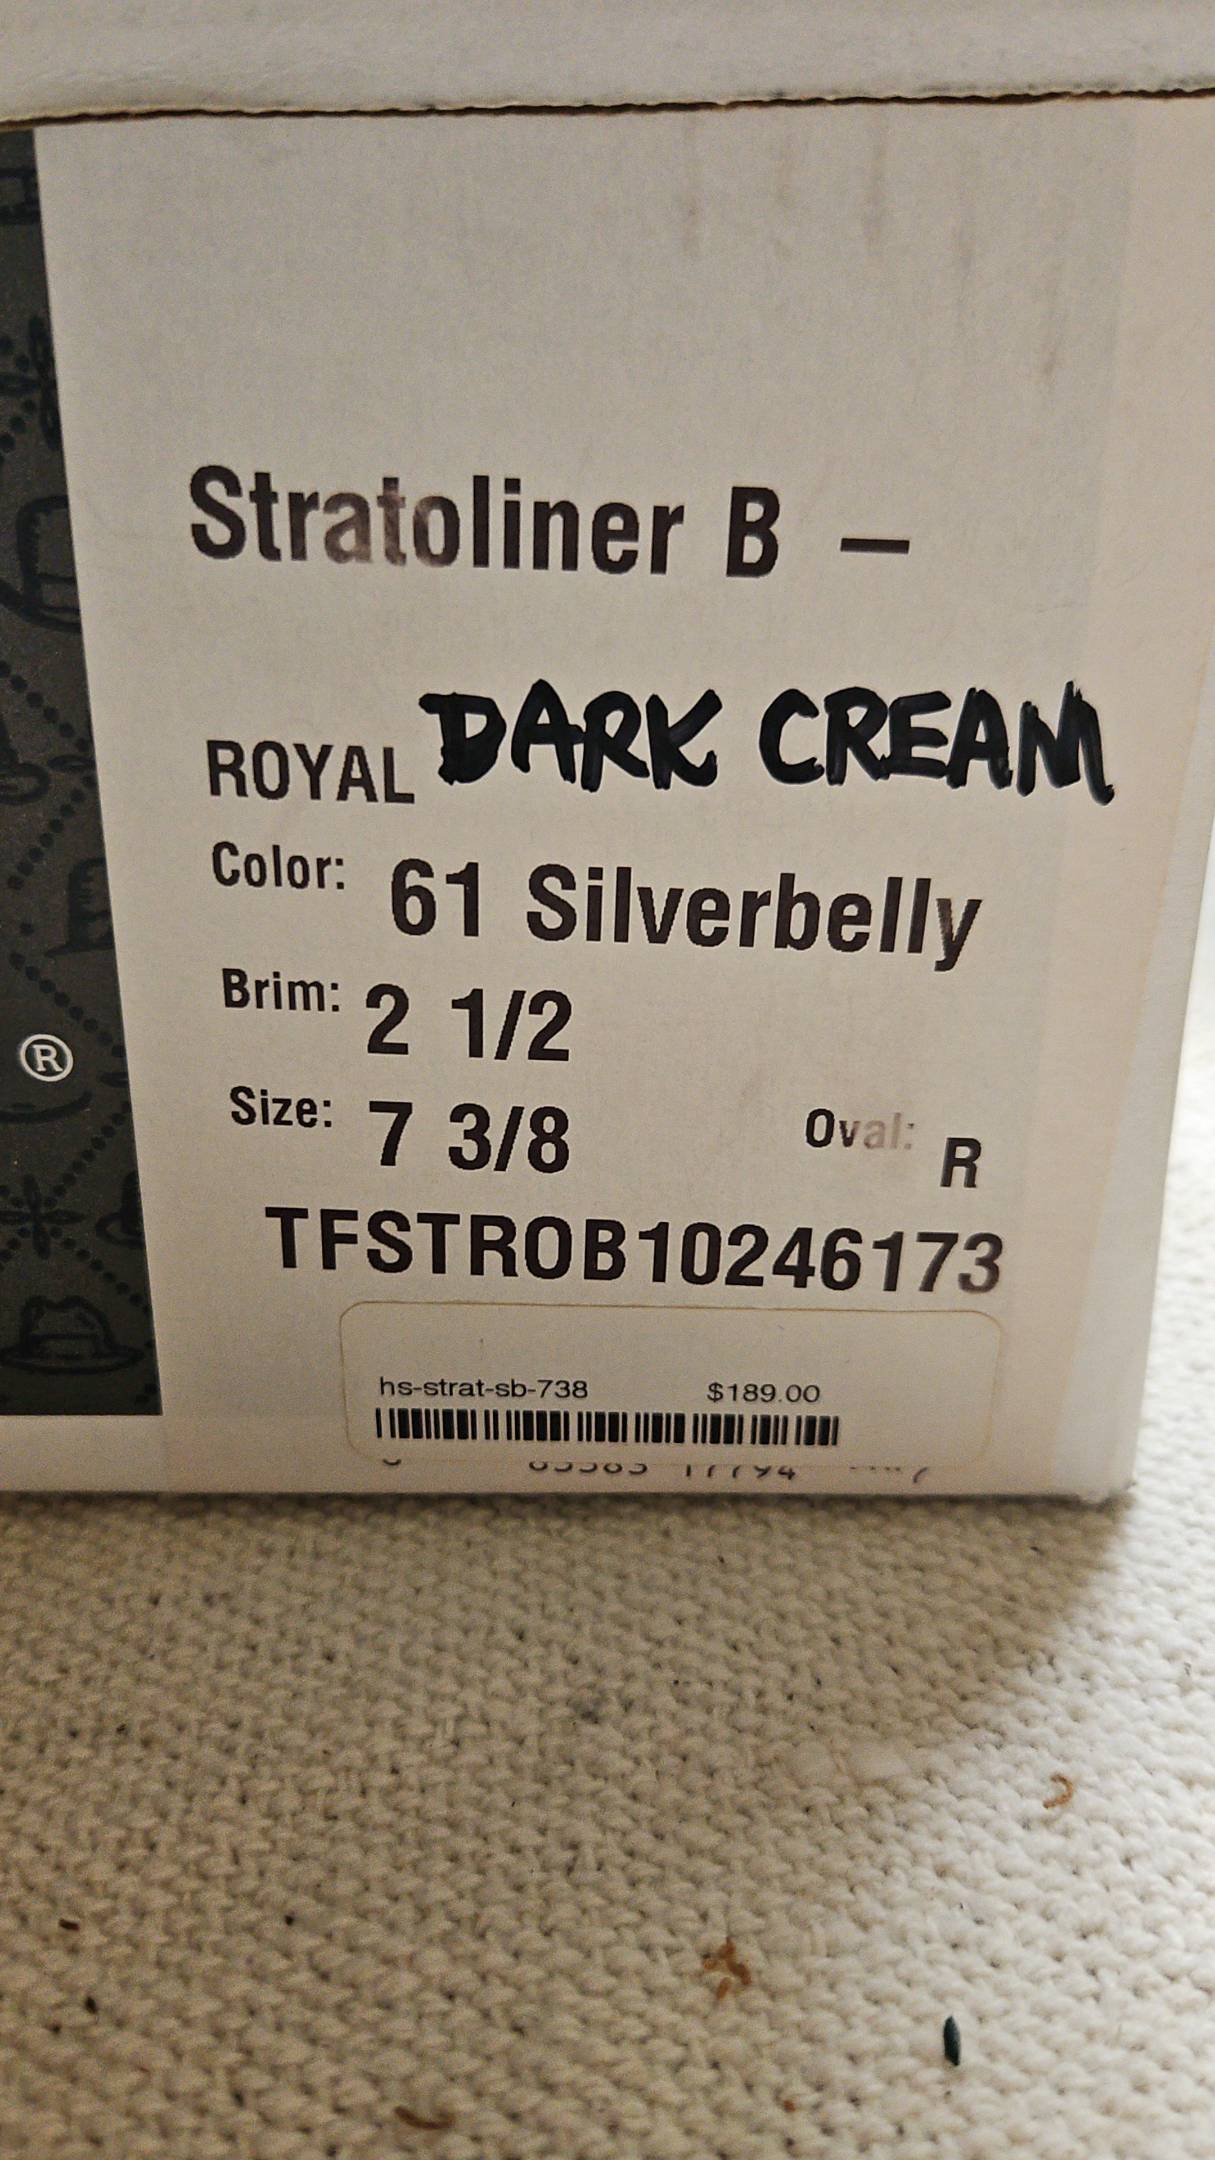 Stratoliner B –
ROYAL DARK CREAM
Color: 61 Silverbelly
Brim: 2 1/2
®
Size: 7 3/8 Oval: R
TFSTROB10246173
hs-strat-sb-738 $189.00